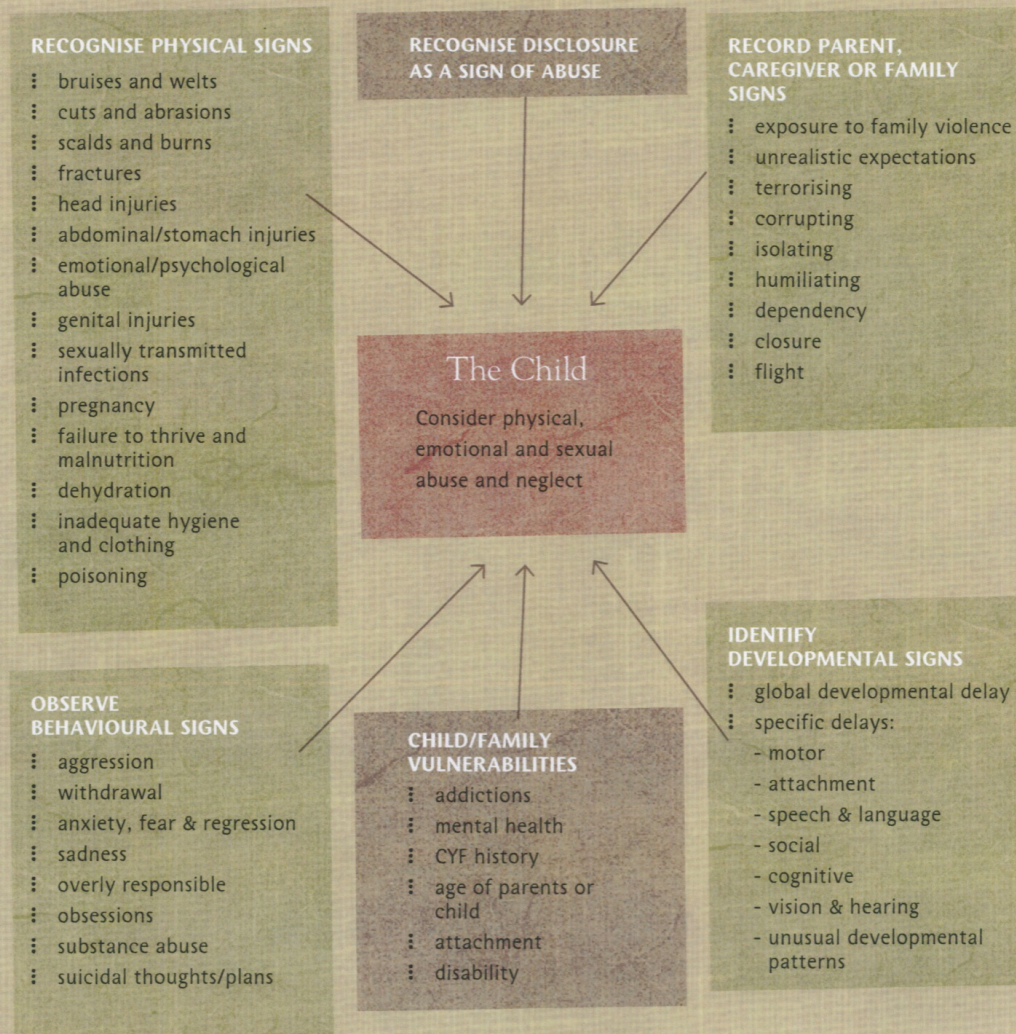 RECOGNISE PHYSICAL SIGNS
bruises and welts
cuts and abrasions
scalds and burns
fractures
head injuries
abdominal/stomach injuries
emotional/psychological
abuse
genital injuries
sexually transmitted
infections
pregnancy
failure to thrive and
malnutrition
dehydration
inadequate hygiene
and clothing
poisoning
RECOGNISE DISCLOSURE
AS A SIGN OF ABUSE
RECORD PARENT,
CAREGIVER OR FAMILY
SIGNS
exposure to family violence
unrealistic expectations
terrorising
corrupting
isolating
humiliating
dependency
closure
flight
The Child
Consider physical,
emotional and sexual
abuse and neglect
OBSERVE
BEHAVIOURAL SIGNS
aggression
withdrawal
anxiety, fear & regression
sadness
overly responsible
obsessions
substance abuse
suicidal thoughts/plans
CHILD/FAMILY
VULNERABILITIES
addictions
mental health
CYF history
age of parents or
child
attachment
disability
IDENTIFY
DEVELOPMENTAL SIGNS
global developmental delay
specific delays:
- motor
- attachment
- speech & language
- social
- cognitive
- vision & hearing
- unusual developmental
patterns